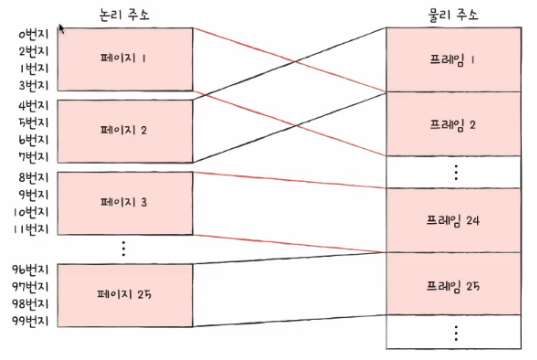 논리 주소
0번지
2번지
1번지
3번지
페이지 1
4번지
5번지
6번지
7번지
페이지 2
8번지
9번지
10번지
11번지
페이지 3
⋮
96번지
97번지
98번지
99번지
페이지 25
물리 주소
프레임 1
프레임 2
⋮
프레임 24
프레임 25
⋮